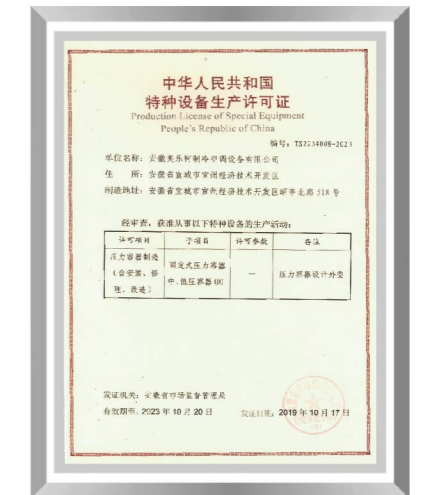 中华人民共和国
特种设备生产许可证
Production License of Special Equipment
People's Republic of China
编号：TS2234008-2023
单位名称：安徽美乐柯制冷空调设备有限公司
住 所：安徽省宣城市宣州经济技术开发区
制造地址：安徽省宣城市宣州经济技术开发区昭亭北路518号
经审查，获准从事以下特种设备的生产活动：
许可项目 子项目 许可参数 备注
压力容器制造 固定式压力容器 — 压力容器设计外委
（含安装、修 中、低压容器(D)
理、改造）
发证机关：安徽省市场监督管理局
有效期至：2023年10月20日 发证日期：2019年10月17日